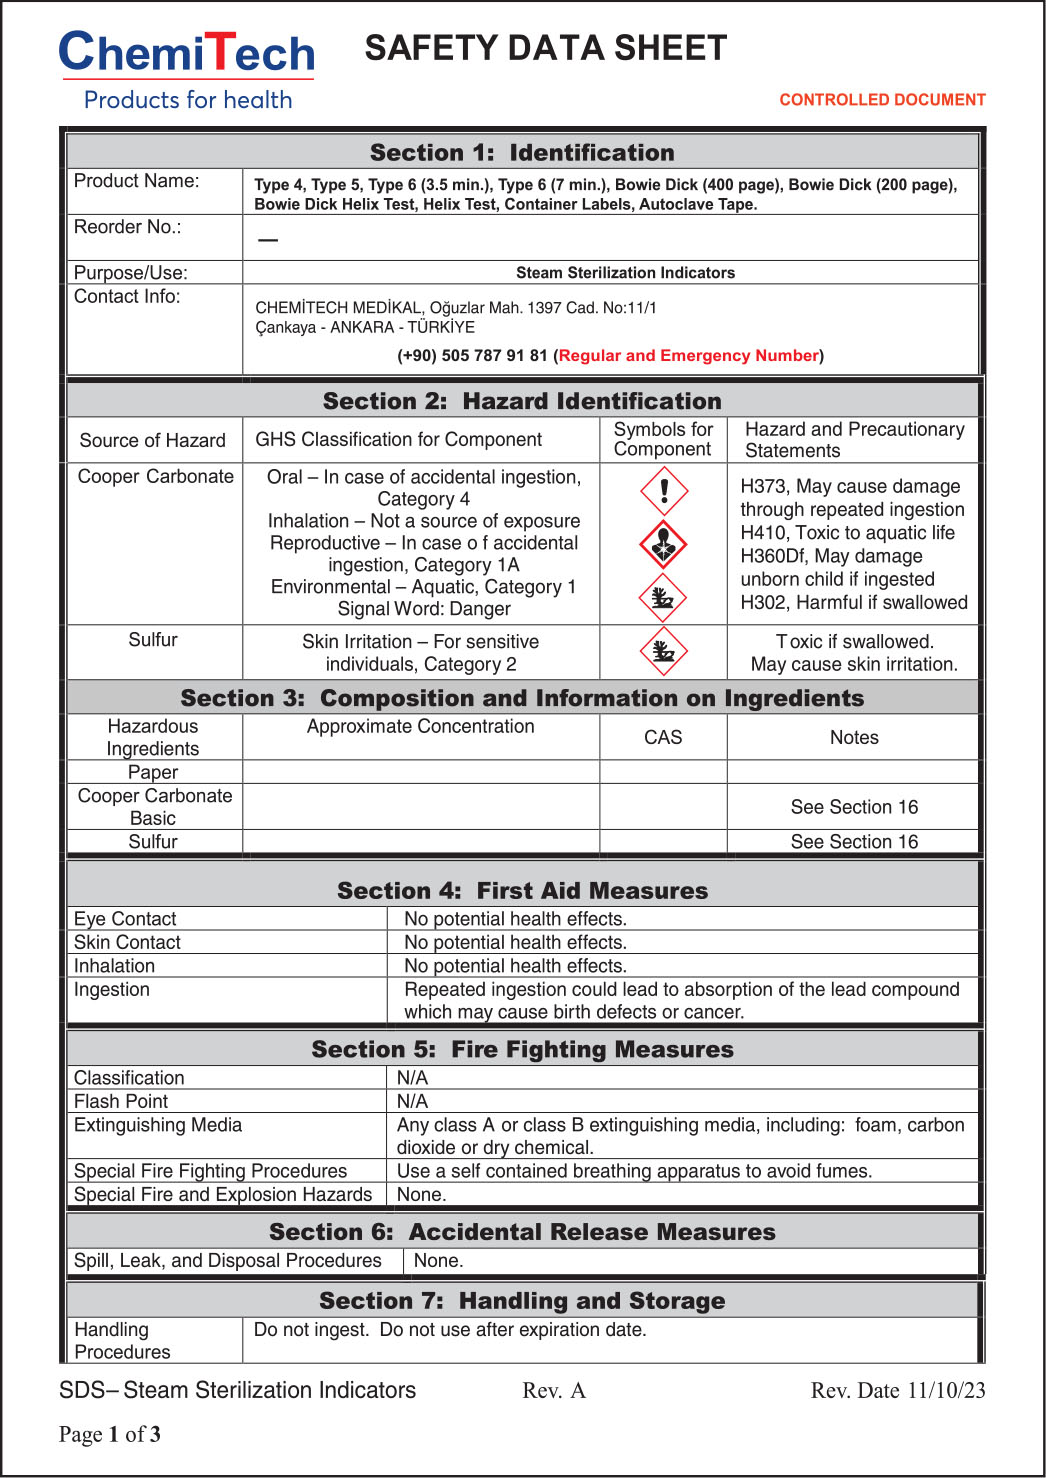 ChemiTech
Products for health
SAFETY DATA SHEET
CONTROLLED DOCUMENT
Section 1: Identification
Product Name:
Type 4, Type 5, Type 6 (3.5 min.), Type 6 (7 min.), Bowie Dick (400 page), Bowie Dick (200 page),
Bowie Dick Helix Test, Helix Test, Container Labels, Autoclave Tape.
Reorder No.:
—
Purpose/Use:
Steam Sterilization Indicators
Contact Info:
CHEMİTECH MEDİKAL, Oğuzlar Mah. 1397 Cad. No:11/1
Çankaya - ANKARA - TÜRKİYE
(+90) 505 787 91 81 (Regular and Emergency Number)
Section 2: Hazard Identification
Source of Hazard
GHS Classification for Component
Symbols for
Component
Hazard and Precautionary
Statements
Cooper Carbonate
Oral – In case of accidental ingestion,
Category 4
Inhalation – Not a source of exposure
Reproductive – In case o f accidental
ingestion, Category 1A
Environmental – Aquatic, Category 1
Signal Word: Danger
H373, May cause damage
through repeated ingestion
H410, Toxic to aquatic life
H360Df, May damage
unborn child if ingested
H302, Harmful if swallowed
Sulfur
Skin Irritation – For sensitive
individuals, Category 2
Toxic if swallowed.
May cause skin irritation.
Section 3: Composition and Information on Ingredients
Hazardous
Ingredients
Approximate Concentration
CAS
Notes
Paper
Cooper Carbonate
Basic
See Section 16
Sulfur
See Section 16
Section 4: First Aid Measures
Eye Contact
No potential health effects.
Skin Contact
No potential health effects.
Inhalation
No potential health effects.
Ingestion
Repeated ingestion could lead to absorption of the lead compound
which may cause birth defects or cancer.
Section 5: Fire Fighting Measures
Classification
N/A
Flash Point
N/A
Extinguishing Media
Any class A or class B extinguishing media, including: foam, carbon
dioxide or dry chemical.
Special Fire Fighting Procedures
Use a self contained breathing apparatus to avoid fumes.
Special Fire and Explosion Hazards
None.
Section 6: Accidental Release Measures
Spill, Leak, and Disposal Procedures
None.
Section 7: Handling and Storage
Handling
Procedures
Do not ingest. Do not use after expiration date.
SDS– Steam Sterilization Indicators
Rev. A
Rev. Date 11/10/23
Page 1 of 3